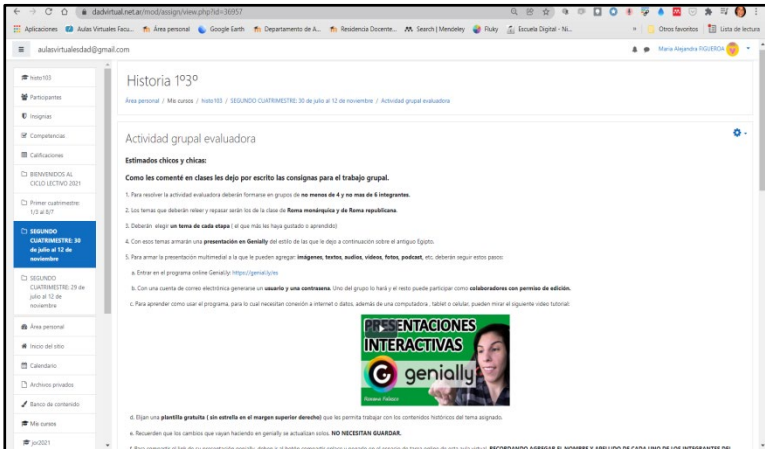 dadvirtual.net.ar/mod/assign/view.php?id=36957
Aplicaciones Aulas Virtuales Facu... Área personal Google Earth Departamento de A... Residencia Docente... Search | Mendeley Fluky Escuela Digital - Ni... » Otros favoritos Lista de lectura
aulasvirtualesdad@gmail.com
Maria Alejandra FIGUEROA
histo103
Participantes
Insignias
Competencias
Calificaciones
BIENVENIDOS AL CICLO LECTIVO 2021
Primer cuatrimestre: 1/3 al 8/7
SEGUNDO CUATRIMESTRE: 30 de julio al 12 de noviembre
SEGUNDO CUATRIMESTRE: 29 de julio al 12 de noviembre
Área personal
Inicio del sitio
Calendario
Archivos privados
Banco de contenido
Mis cursos
jor2021
Historia 1º3º
Área personal / Mis cursos / histo103 / SEGUNDO CUATRIMESTRE: 30 de julio al 12 de noviembre / Actividad grupal evaluadora
Actividad grupal evaluadora
Estimados chicos y chicas:
Como les comenté en clases les dejo por escrito las consignas para el trabajo grupal.
1. Para resolver la actividad evaluadora deberán formarse en grupos de no menos de 4 y no mas de 6 integrantes.
2. Los temas que deberán releer y repasar serán los de la clase de Roma monárquica y de Roma republicana.
3. Deberán elegir un tema de cada etapa ( el que más les haya gustado o aprendido)
4. Con esos temas armarán una presentación en Genially del estilo de las que le dejo a continuación sobre el antiguo Egipto.
5. Para armar la presentación multimedial a la que le pueden agregar: imágenes, textos, audios, videos, fotos, podcast, etc. deberán seguir estos pasos:
a. Entrar en el programa online Genial.ly: https://genial.ly/es
b. Con una cuenta de correo electrónica generarse un usuario y una contrasena. Uno del grupo lo hará y el resto puede participar como colaboradores con permiso de edición.
c. Para aprender como usar el programa, para lo cual necesitan conexión a internet o datos, además de una computadora , tablet o celular, pueden mirar el siguiente video tutorial:
PRESENTACIONES
INTERACTIVAS
genially
d. Elijan una plantilla gratuita ( sin estrella en el margen superior derecho) que les permita trabajar con los contenidos históricos del tema asignado.
e. Recuerden que los cambios que vayan haciendo en genially se actualizan solos. NO NECESITAN GUARDAR.